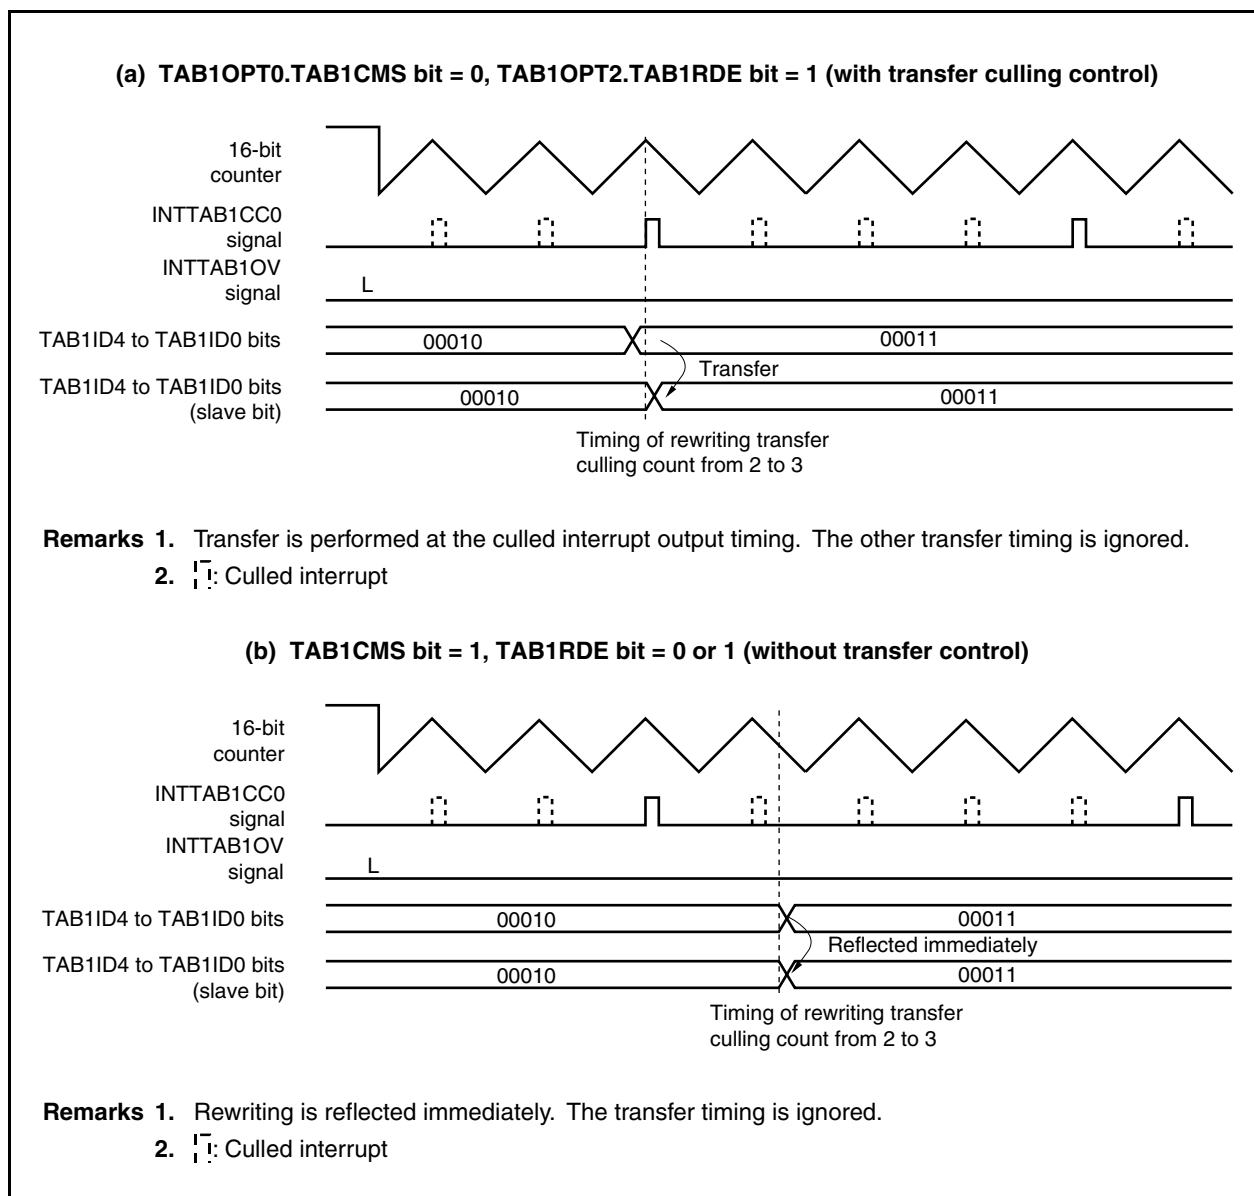 (a) TAB1OPT0.TAB1CMS bit = 0, TAB1OPT2.TAB1RDE bit = 1 (with transfer culling control)
16-bit
counter
INTTAB1CC0
signal
INTTAB1OV
signal
L
TAB1ID4 to TAB1ID0 bits
00010
00011
Transfer
TAB1ID4 to TAB1ID0 bits
(slave bit)
00010
00011
Timing of rewriting transfer
culling count from 2 to 3
Remarks 1. Transfer is performed at the culled interrupt output timing. The other transfer timing is ignored.
2. : Culled interrupt
(b) TAB1CMS bit = 1, TAB1RDE bit = 0 or 1 (without transfer control)
16-bit
counter
INTTAB1CC0
signal
INTTAB1OV
signal
L
TAB1ID4 to TAB1ID0 bits
00010
00011
Reflected immediately
TAB1ID4 to TAB1ID0 bits
(slave bit)
00010
00011
Timing of rewriting transfer
culling count from 2 to 3
Remarks 1. Rewriting is reflected immediately. The transfer timing is ignored.
2. : Culled interrupt